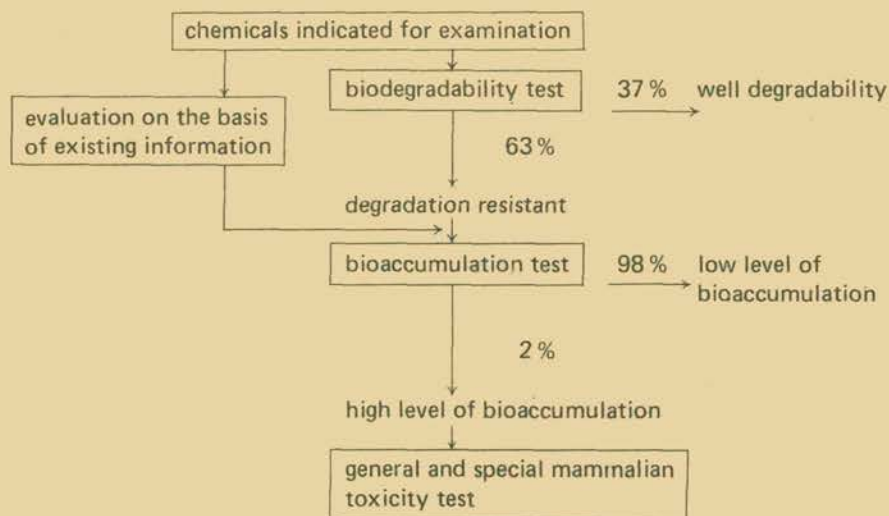 chemicals indicated for examination
biodegradability test
37 %
well degradability
evaluation on the basis
of existing information
63 %
degradation resistant
bioaccumulation test
98 %
low level of
bioaccumulation
2 %
high level of bioaccumulation
general and special mammalian
toxicity test